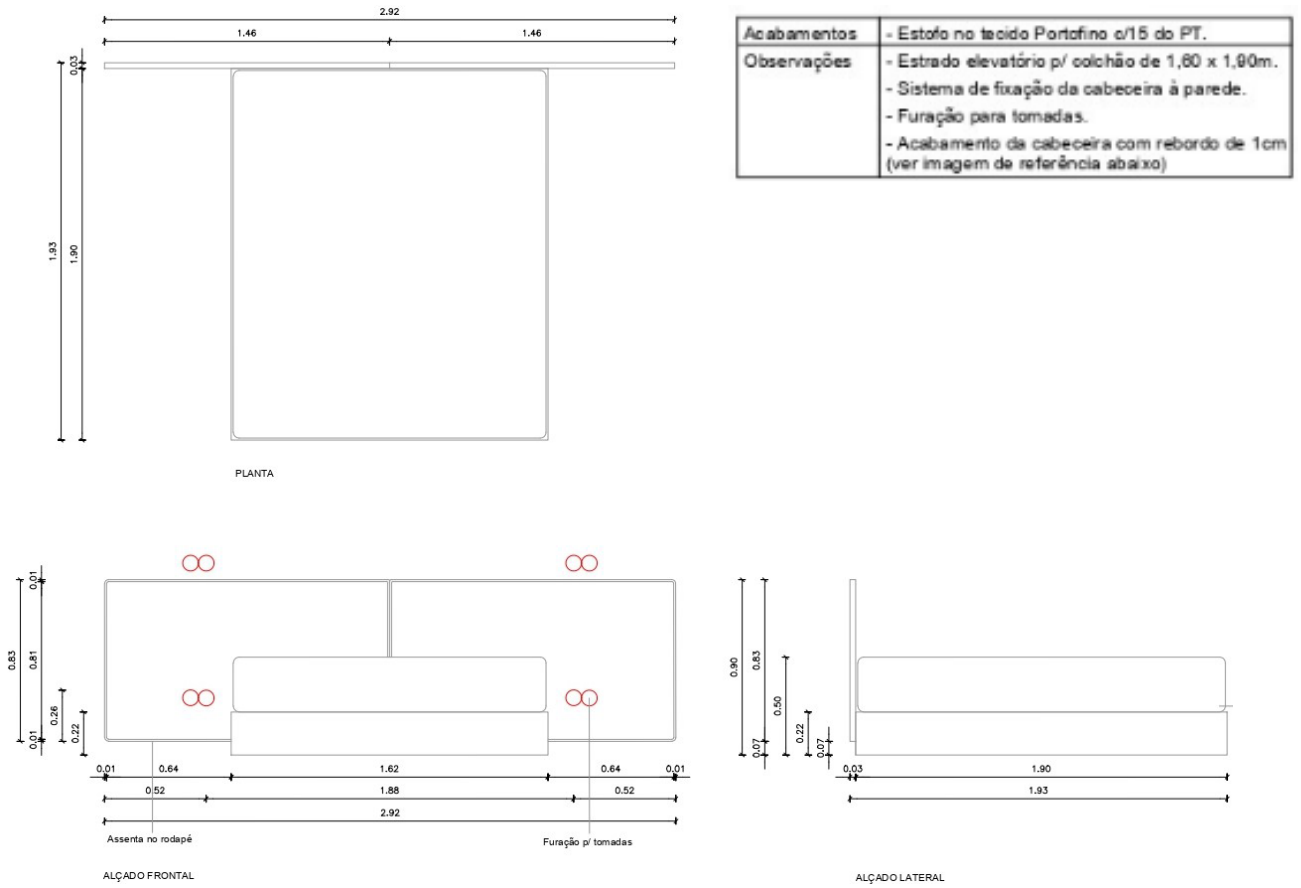 2.92
1.46 1.46
0.03
1.93
1.90
PLANTA
Acabamentos - Estofo no tecido Portofino c/15 do PT.
Observações - Estrado elevatório p/ colchão de 1,60 x 1,90m.
- Sistema de fixação da cabeceira à parede.
- Furação para tomadas.
- Acabamento da cabeceira com rebordo de 1cm
(ver imagem de referência abaixo)
0.01
0.83
0.81
0.26
0.22
0.01
0.01 0.64 1.62 0.64 0.01
0.52 1.88 0.52
2.92
Assenta no rodapé
Furação p/ tomadas
ALÇADO FRONTAL
0.90
0.83
0.50
0.22
0.07
0.07
0.03 1.90
1.93
ALÇADO LATERAL